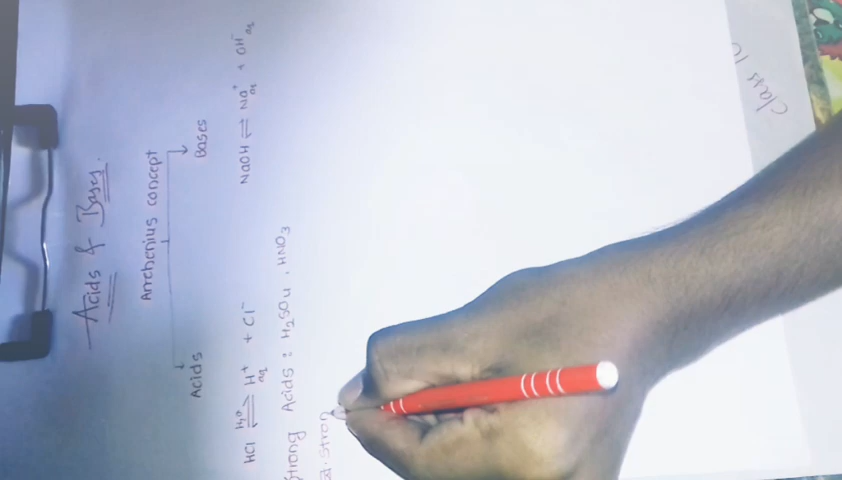 Class 10
Acids & Bases.
Arrehenius concept
Acids Bases
HCl ⇌ H₂O H⁺ aq + Cl⁻ NaOH ⇌ Na⁺ aq + OH⁻ aq
Strong Acids : H₂SO₄ , HNO₃